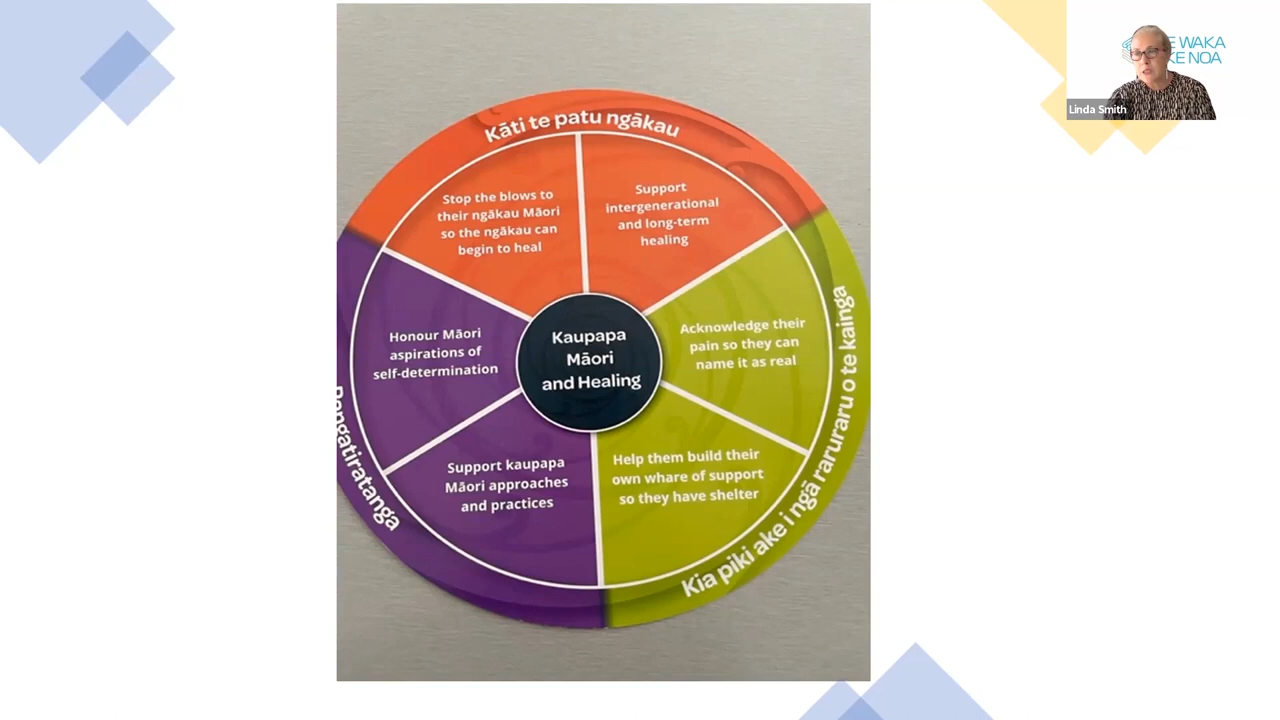 Kāti te patu ngākau
Stop the blows to
their ngākau Māori
so the ngākau can
begin to heal
Support
intergenerational
and long-term
healing
Honour Māori
aspirations of
self-determination
Kaupapa
Māori
and Healing
Acknowledge their
pain so they can
name it as real
Support kaupapa
Māori approaches
and practices
Help them build their
own whare of support
so they have shelter
Rangatiratanga
Kia piki ake i ngā raruraru o te kainga
WAKA
NOA
Linda Smith